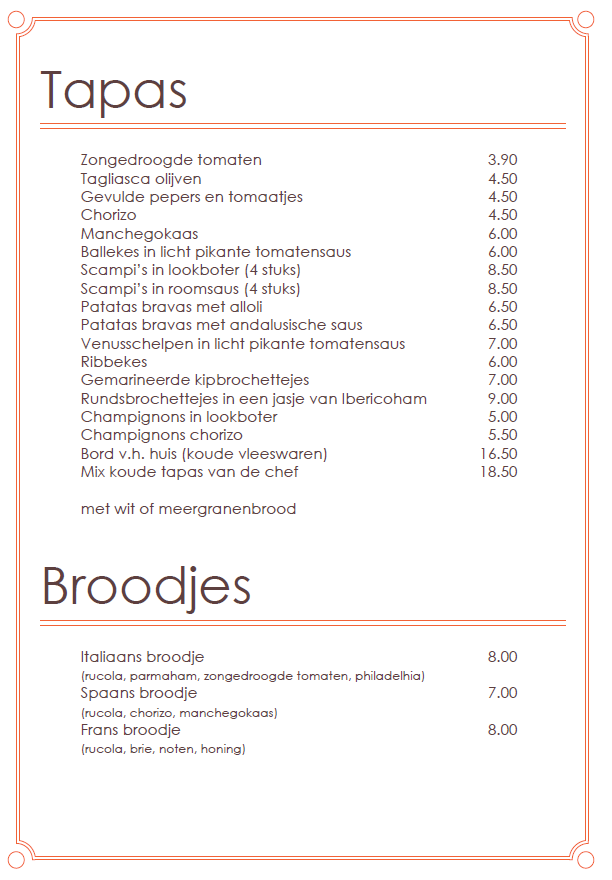 Tapas
Zongedroogde tomaten 3.90
Tagliasca olijven 4.50
Gevulde pepers en tomaatjes 4.50
Chorizo 4.50
Manchegokaas 6.00
Ballekes in licht pikante tomatensaus 6.00
Scampi's in lookboter (4 stuks) 8.50
Scampi's in roomsaus (4 stuks) 8.50
Patatas bravas met alloli 6.50
Patatas bravas met andalusische saus 6.50
Venusschelpen in licht pikante tomatensaus 7.00
Ribbekes 6.00
Gemarineerde kipbrochettejes 7.00
Rundsbrochettejes in een jasje van Ibericoham 9.00
Champignons in lookboter 5.00
Champignons chorizo 5.50
Bord v.h. huis (koude vleeswaren) 16.50
Mix koude tapas van de chef 18.50
met wit of meergranenbrood
Broodjes
Italiaans broodje 8.00
(rucola, parmaham, zongedroogde tomaten, philadelhia)
Spaans broodje 7.00
(rucola, chorizo, manchegokaas)
Frans broodje 8.00
(rucola, brie, noten, honing)